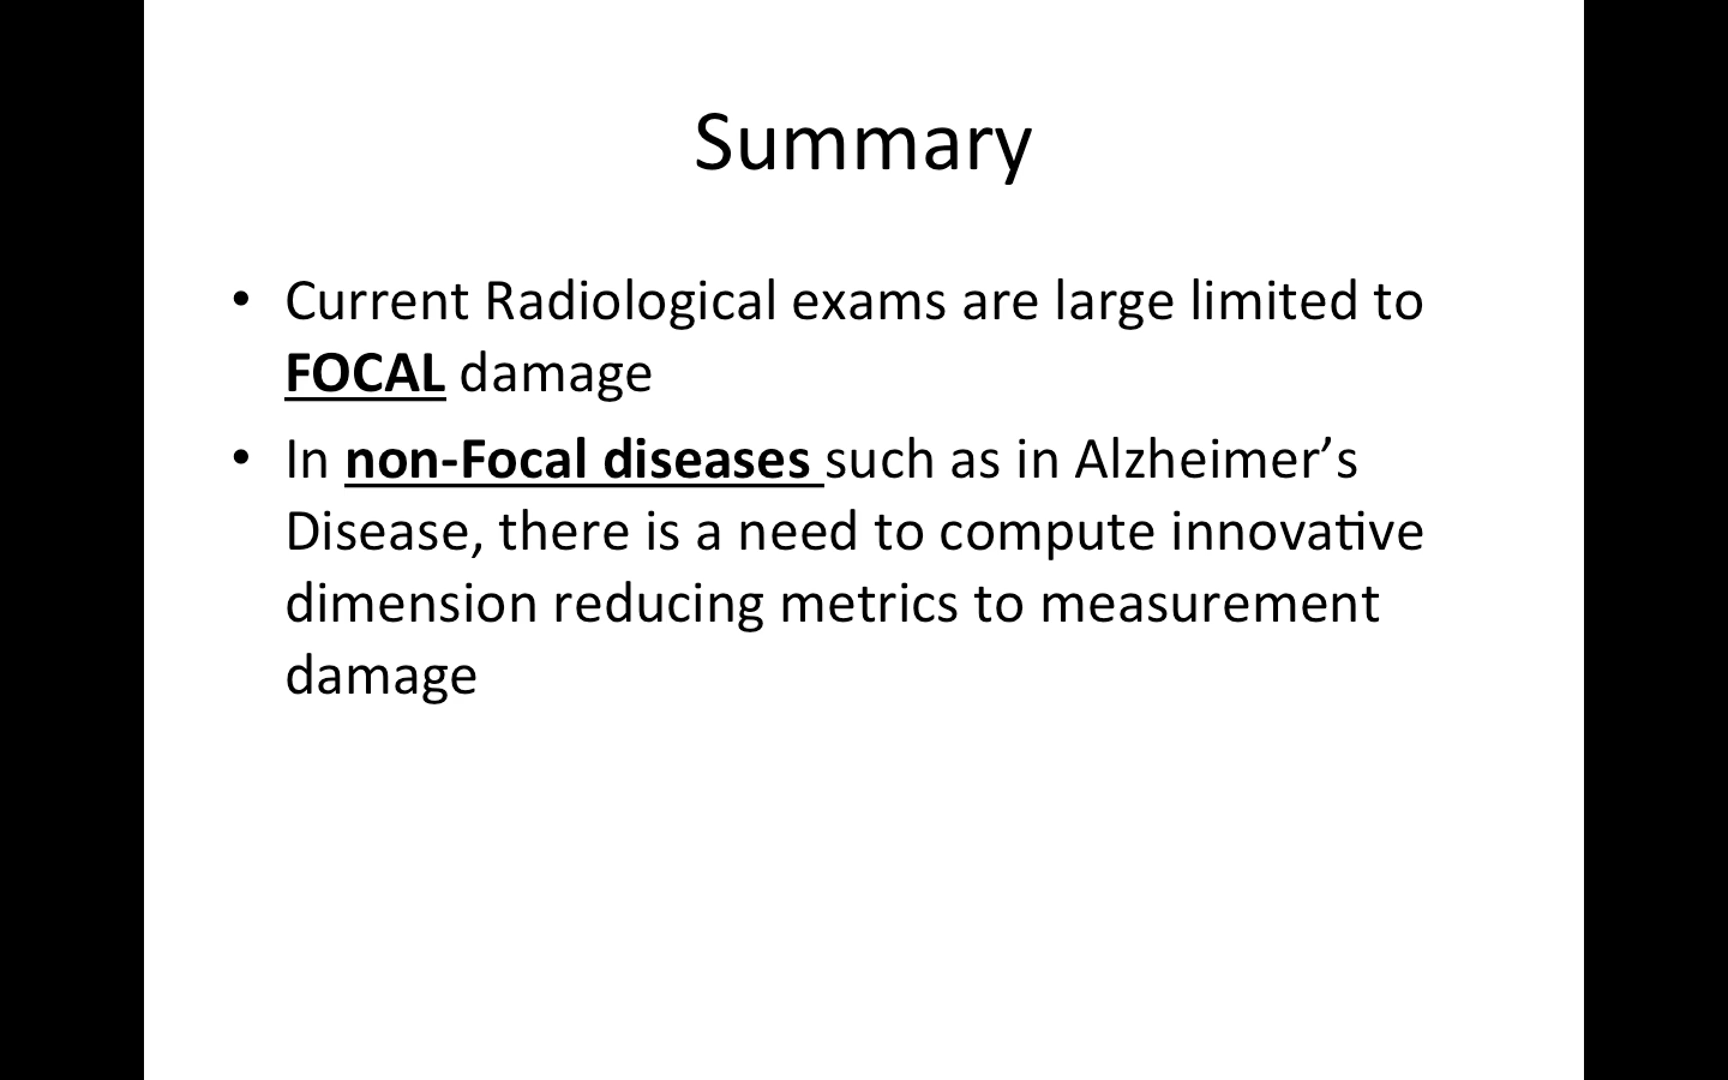 Summary
• Current Radiological exams are large limited to
FOCAL damage
• In non-Focal diseases such as in Alzheimer’s
Disease, there is a need to compute innovative
dimension reducing metrics to measurement
damage